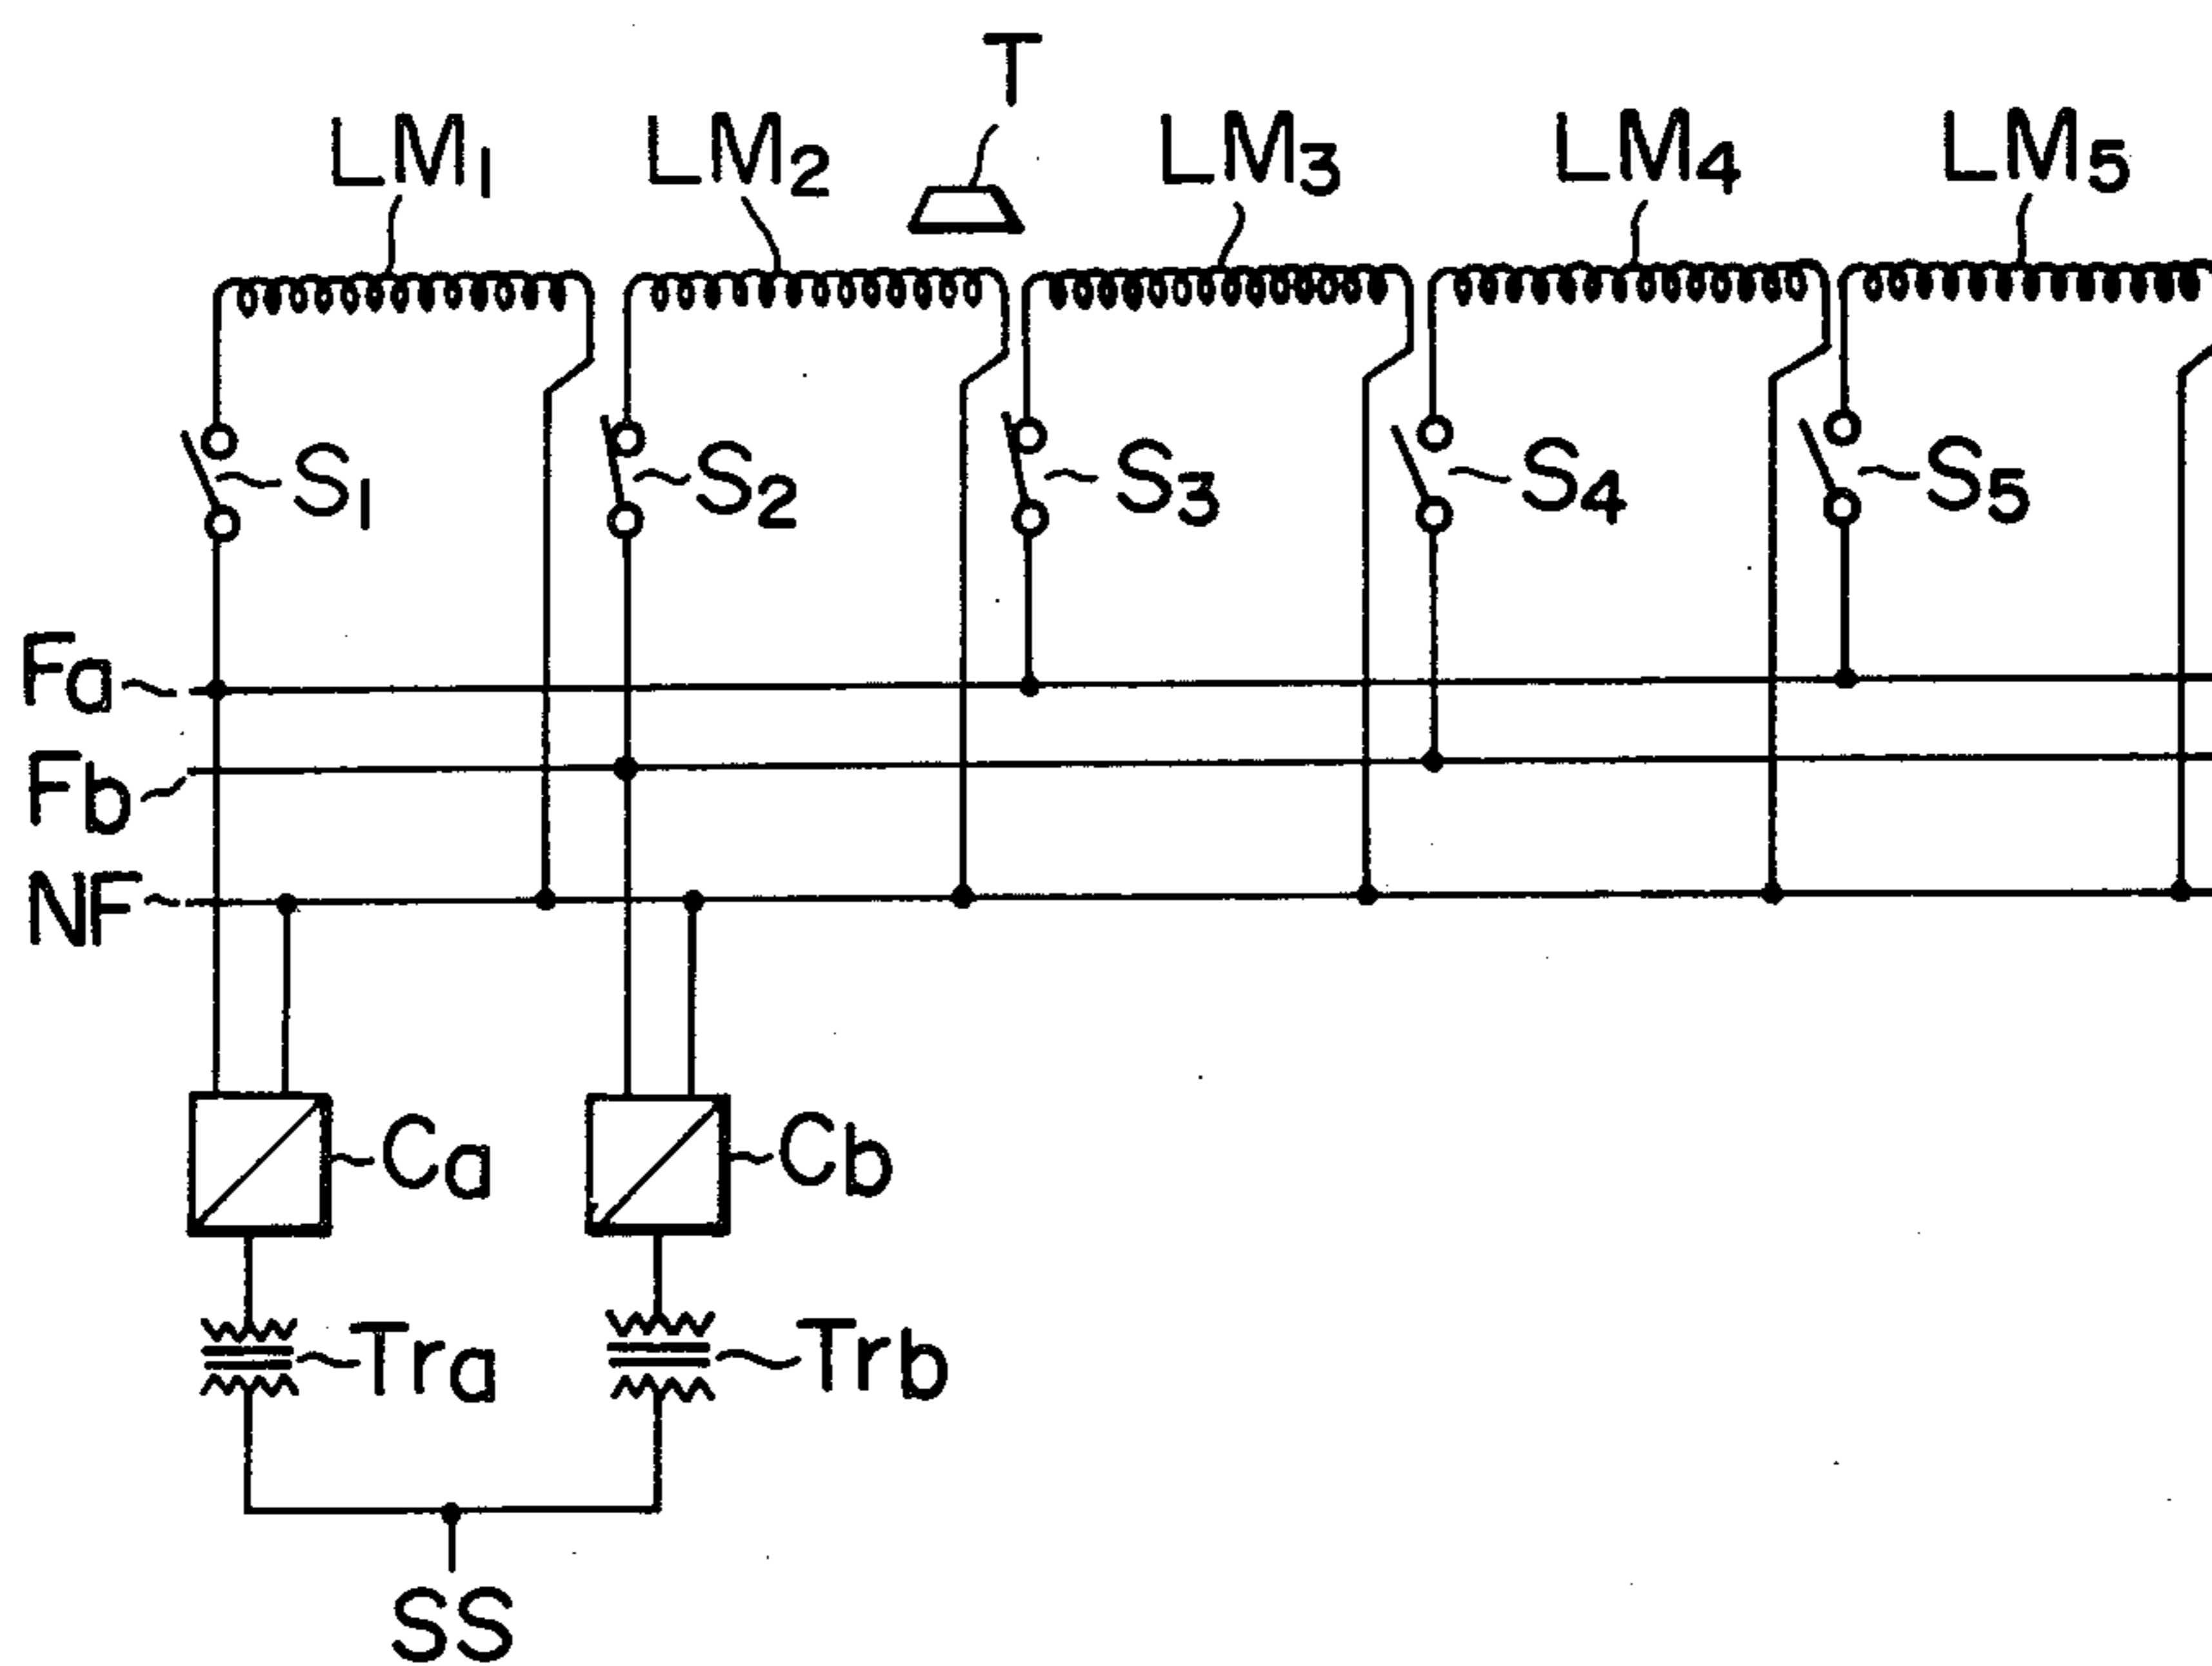 T
LM1 LM2 LM3 LM4 LM5
S1 S2 S3 S4 S5
Fa
Fb
NF
Ca Cb
Tra Trb
SS